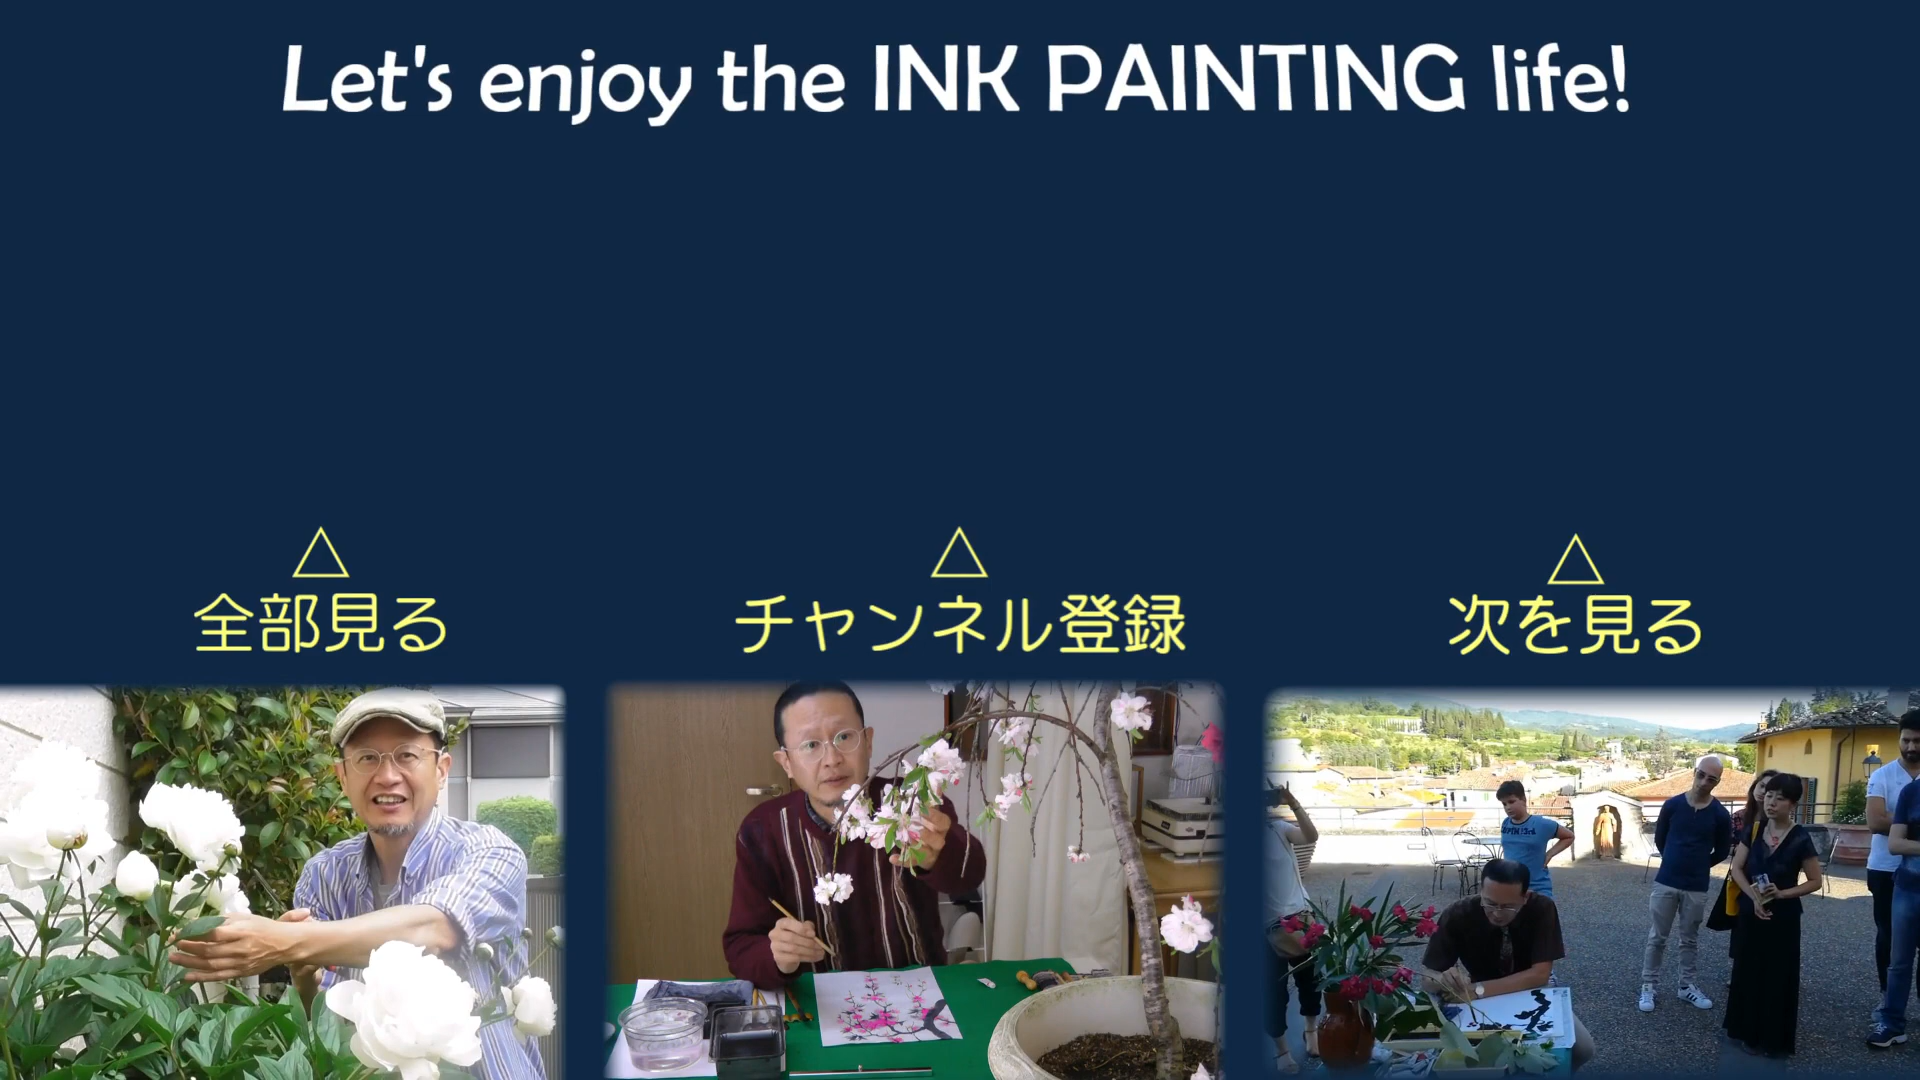 Let's enjoy the INK PAINTING life!
△ △ △
全部見る チャンネル登録 次を見る